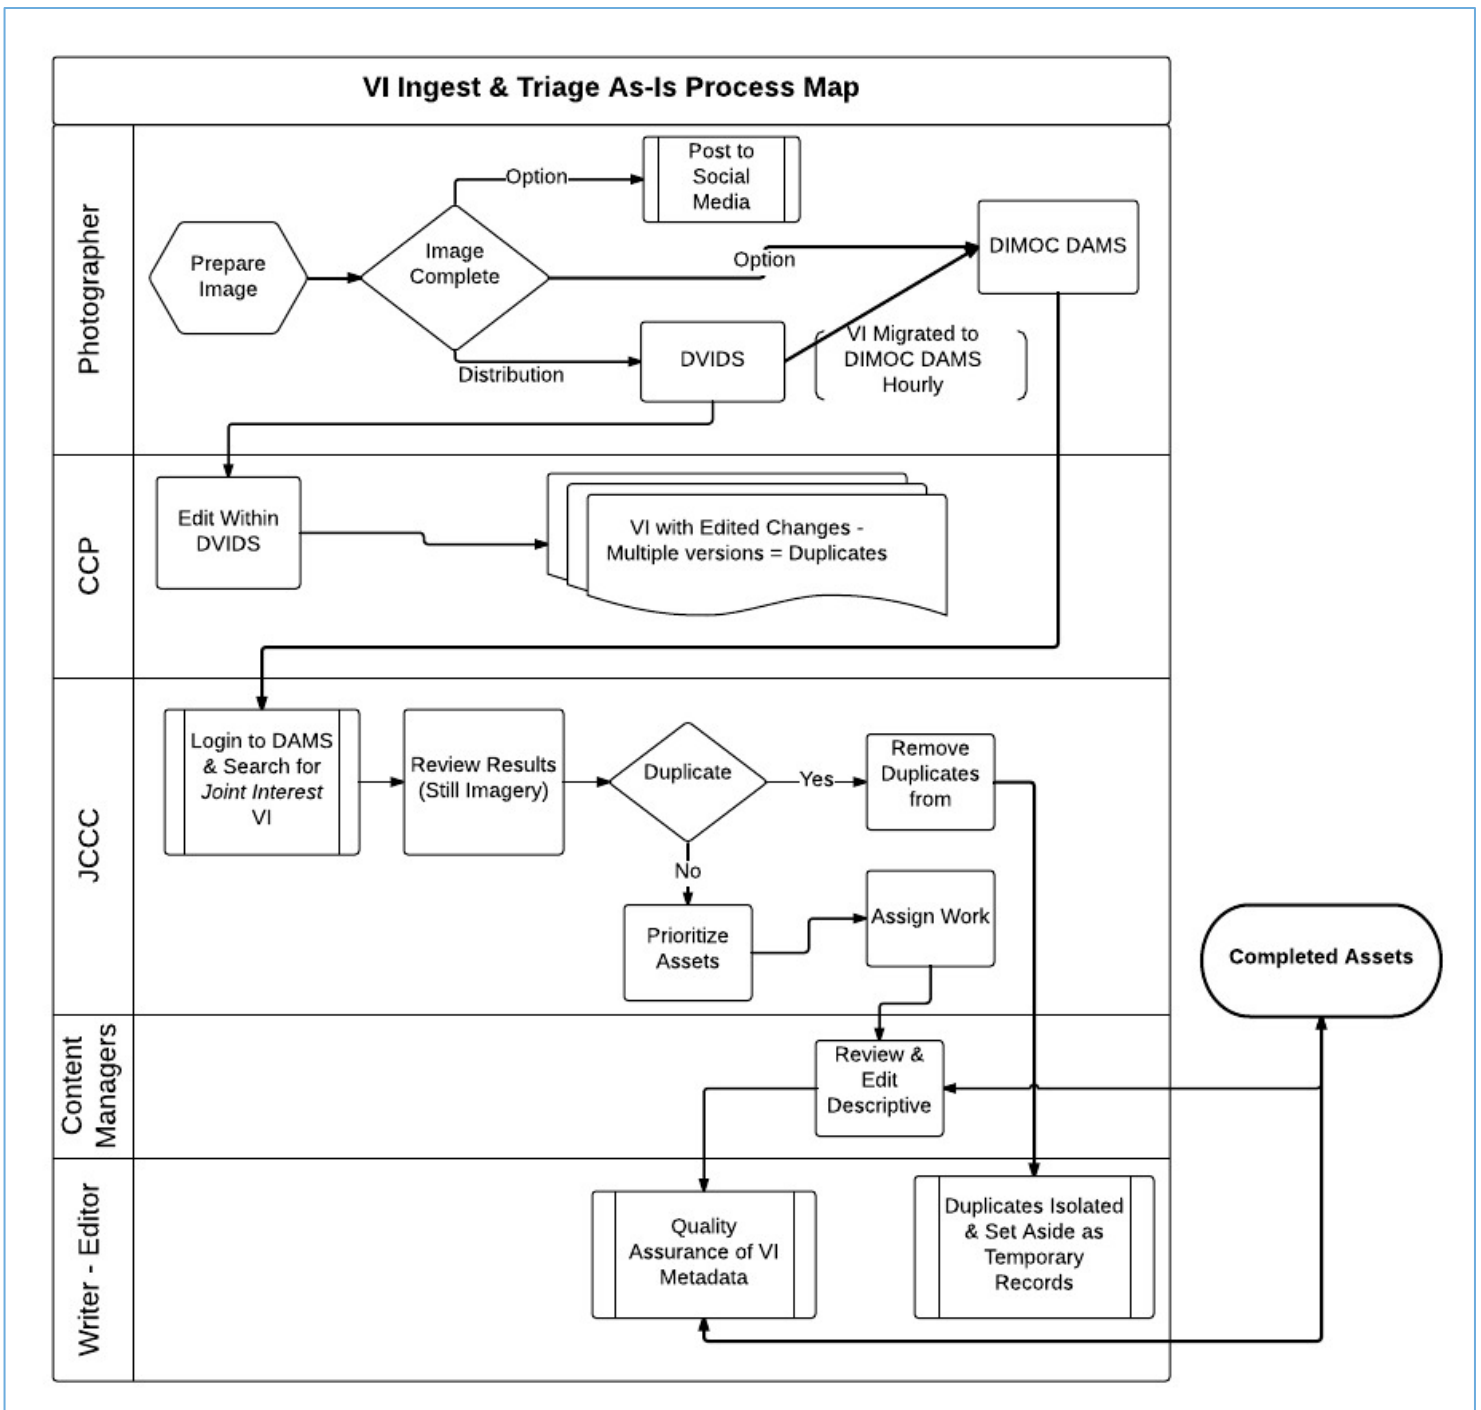 VI Ingest & Triage As-Is Process Map
Photographer
Prepare
Image
Image
Complete
Option
Post to
Social
Media
Option
DIMOC DAMS
Distribution
DVIDS
VI Migrated to
DIMOC DAMS
Hourly
CCP
Edit Within
DVIDS
VI with Edited Changes -
Multiple versions = Duplicates
JCCC
Login to DAMS
& Search for
Joint Interest
VI
Review Results
(Still Imagery)
Duplicate
Yes
Remove
Duplicates
from
No
Prioritize
Assets
Assign Work
Completed Assets
Content
Managers
Review &
Edit
Descriptive
Writer - Editor
Quality
Assurance of VI
Metadata
Duplicates Isolated
& Set Aside as
Temporary
Records